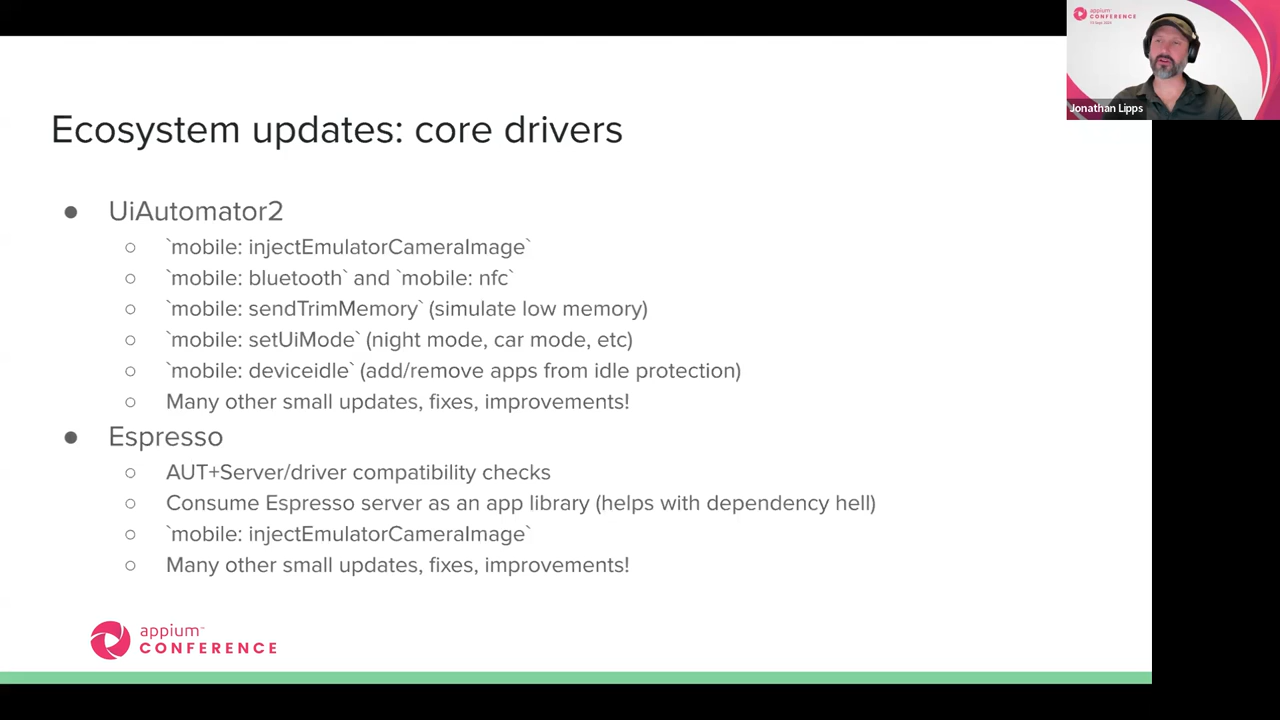 appium™
CONFERENCE
Jonathan Lipps
Ecosystem updates: core drivers
● UiAutomator2
○ `mobile: injectEmulatorCameraImage`
○ `mobile: bluetooth` and `mobile: nfc`
○ `mobile: sendTrimMemory` (simulate low memory)
○ `mobile: setUiMode` (night mode, car mode, etc)
○ `mobile: deviceidle` (add/remove apps from idle protection)
○ Many other small updates, fixes, improvements!
● Espresso
○ AUT+Server/driver compatibility checks
○ Consume Espresso server as an app library (helps with dependency hell)
○ `mobile: injectEmulatorCameraImage`
○ Many other small updates, fixes, improvements!
appium™
CONFERENCE